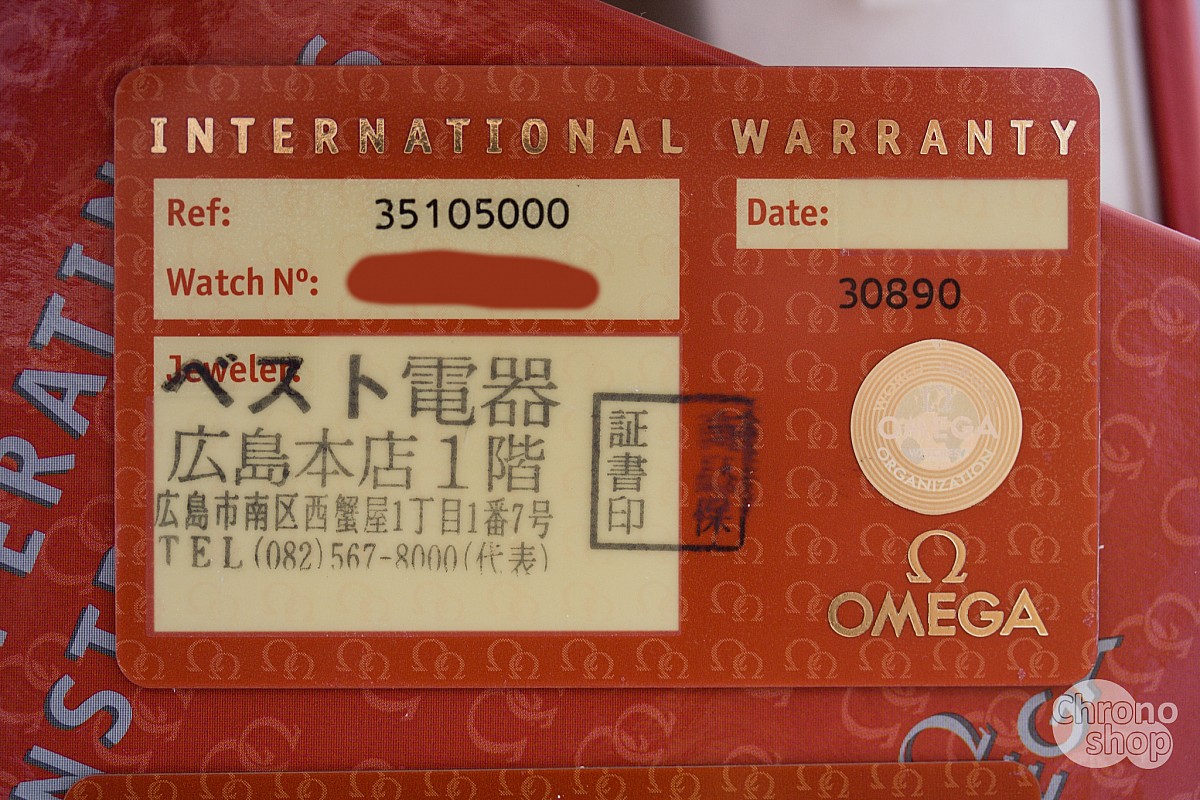 INTERNATIONAL WARRANTY
Ref: 35105000
Date:
Watch Nº:
30890
Jeweler:
ベスト電器
広島本店1階
広島市南区西蟹屋1丁目1番7号
TEL(082)567-8000(代表)
証書印
保
OMEGA
ORGANIZATION
Ω
OMEGA
Chrono
shop